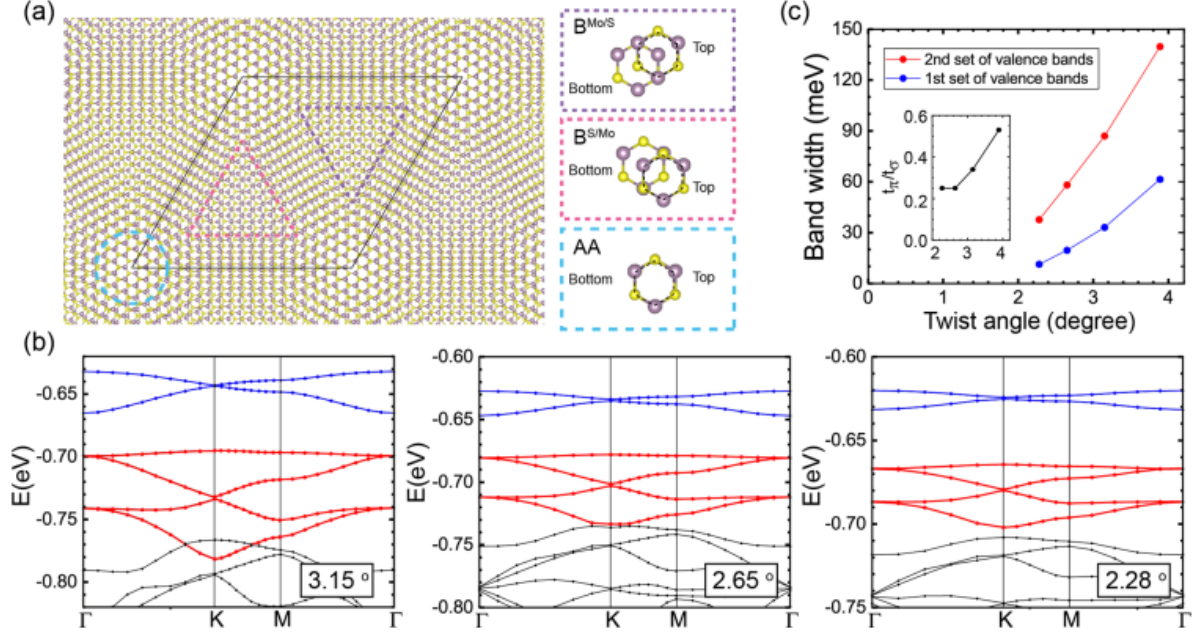 (a)
B^Mo/S
Top
Bottom
B^S/Mo
Bottom
Top
AA
Bottom
Top
(c)
150
120
90
60
30
0
Band width (meV)
2nd set of valence bands
1st set of valence bands
0.6
0.4
0.2
0.0
tπ/tσ
2 3 4
0 1 2 3 4
Twist angle (degree)
(b)
-0.65
-0.70
-0.75
-0.80
E(eV)
3.15 °
Γ K M Γ
-0.60
-0.65
-0.70
-0.75
-0.80
E(eV)
2.65 °
Γ K M Γ
-0.60
-0.65
-0.70
-0.75
E(eV)
2.28 °
Γ K M Γ